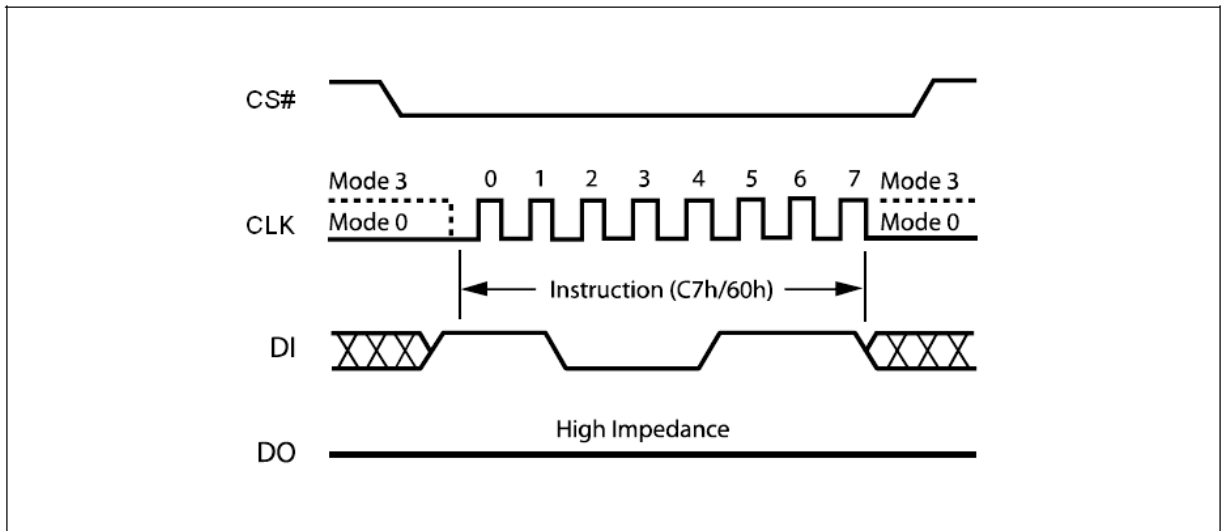 CS#
Mode 3 0 1 2 3 4 5 6 7 Mode 3
CLK Mode 0 Mode 0
Instruction (C7h/60h)
DI
High Impedance
DO